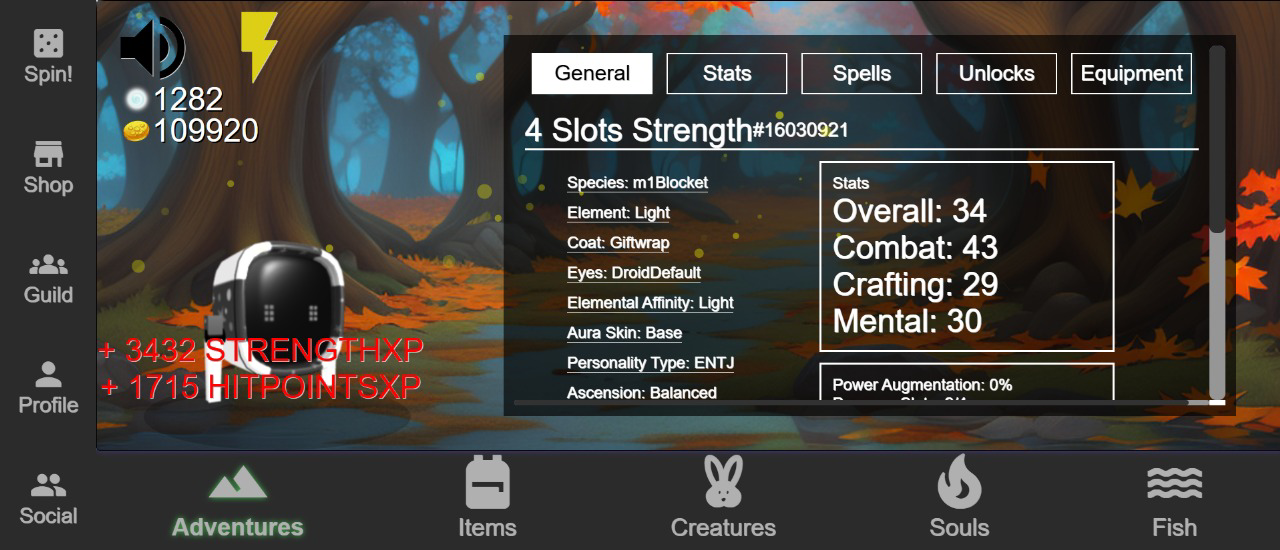 Spin!
Shop
Guild
Profile
Social
1282
109920
+ 3432 STRENGTHXP
+ 1715 HITPOINTSXP
General
Stats
Spells
Unlocks
Equipment
4 Slots Strength#16030921
Species: m1Blocket
Element: Light
Coat: Giftwrap
Eyes: DroidDefault
Elemental Affinity: Light
Aura Skin: Base
Personality Type: ENTJ
Ascension: Balanced
Stats
Overall: 34
Combat: 43
Crafting: 29
Mental: 30
Power Augmentation: 0%
Adventures
Items
Creatures
Souls
Fish